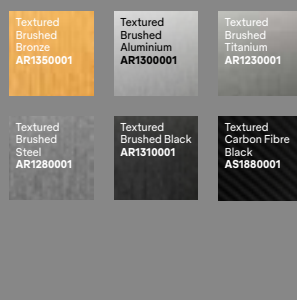 Textured
Brushed
Bronze
AR1350001
Textured
Brushed
Aluminium
AR1300001
Textured
Brushed
Titanium
AR1230001
Textured
Brushed
Steel
AR1280001
Textured
Brushed Black
AR1310001
Textured
Carbon Fibre
Black
AS1880001